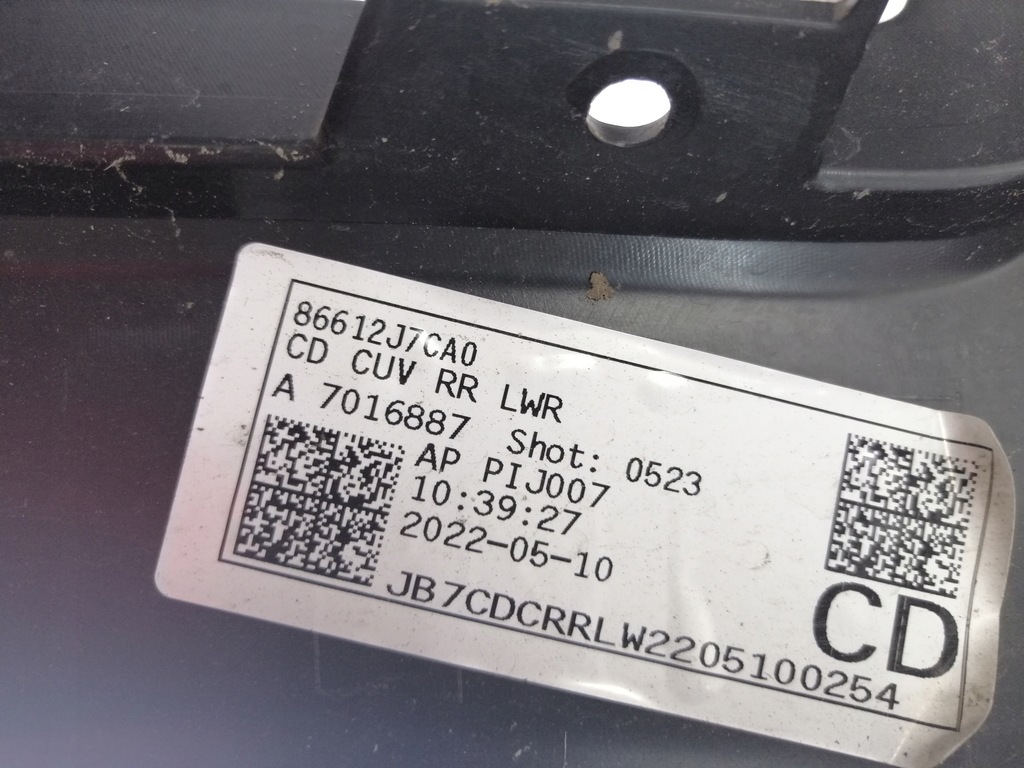 86612J7CA0
CD CUV RR LWR
A 7016887 Shot: 0523
AP PIJ007
10:39:27
2022-05-10
JB7CDCRRLW2205100254
CD